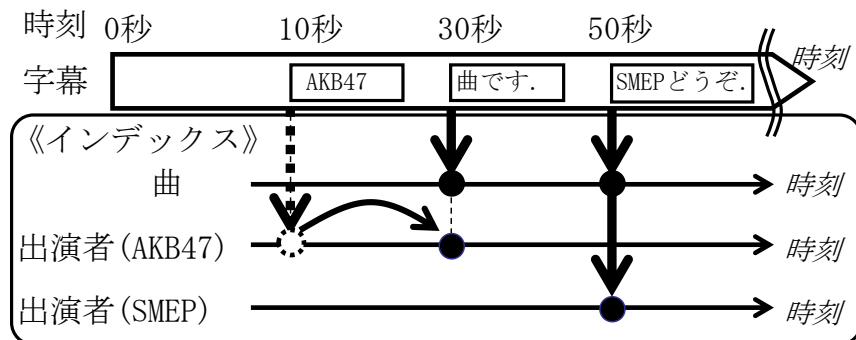 時刻 0秒 10秒 30秒 50秒
時刻
字幕 AKB47 曲です. SMEPどうぞ.
《インデックス》
曲 時刻
出演者(AKB47) 時刻
出演者(SMEP) 時刻